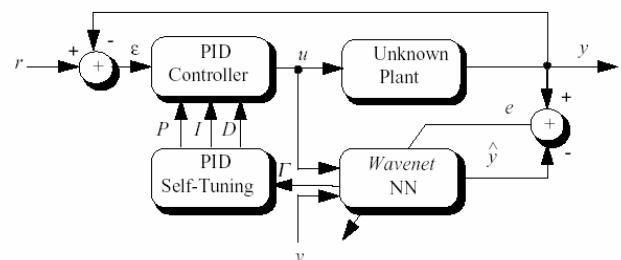 r
+
-
+
ε
PID
Controller
u
Unknown
Plant
y
P
I
D
PID
Self-Tuning
Γ
Wavenet
NN
e
ŷ
+
+
-
v